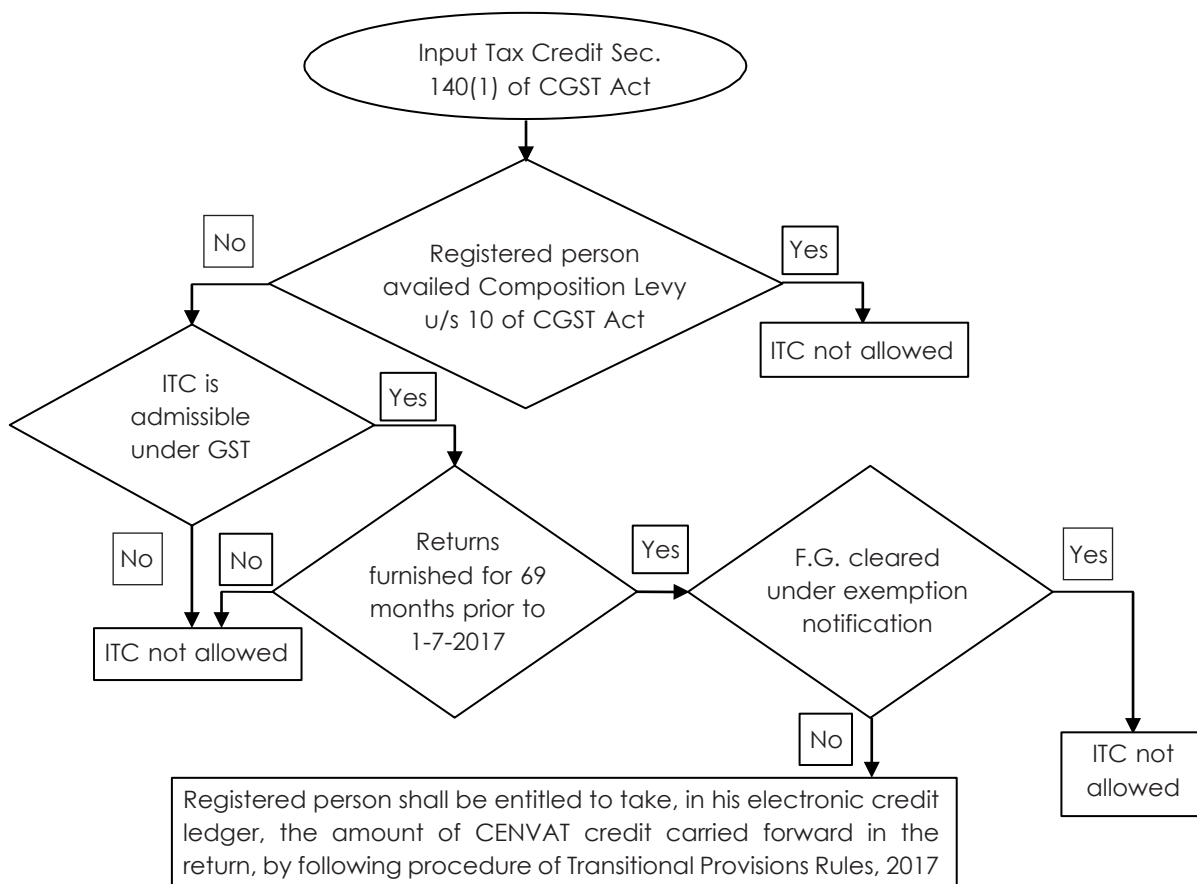 Input Tax Credit Sec.
140(1) of CGST Act
No
Registered person
availed Composition Levy
u/s 10 of CGST Act
Yes
ITC not allowed
ITC is
admissible
under GST
Yes
No
No
Returns
furnished for 69
months prior to
1-7-2017
Yes
F.G. cleared
under exemption
notification
Yes
ITC not allowed
No
ITC not
allowed
Registered person shall be entitled to take, in his electronic credit
ledger, the amount of CENVAT credit carried forward in the
return, by following procedure of Transitional Provisions Rules, 2017